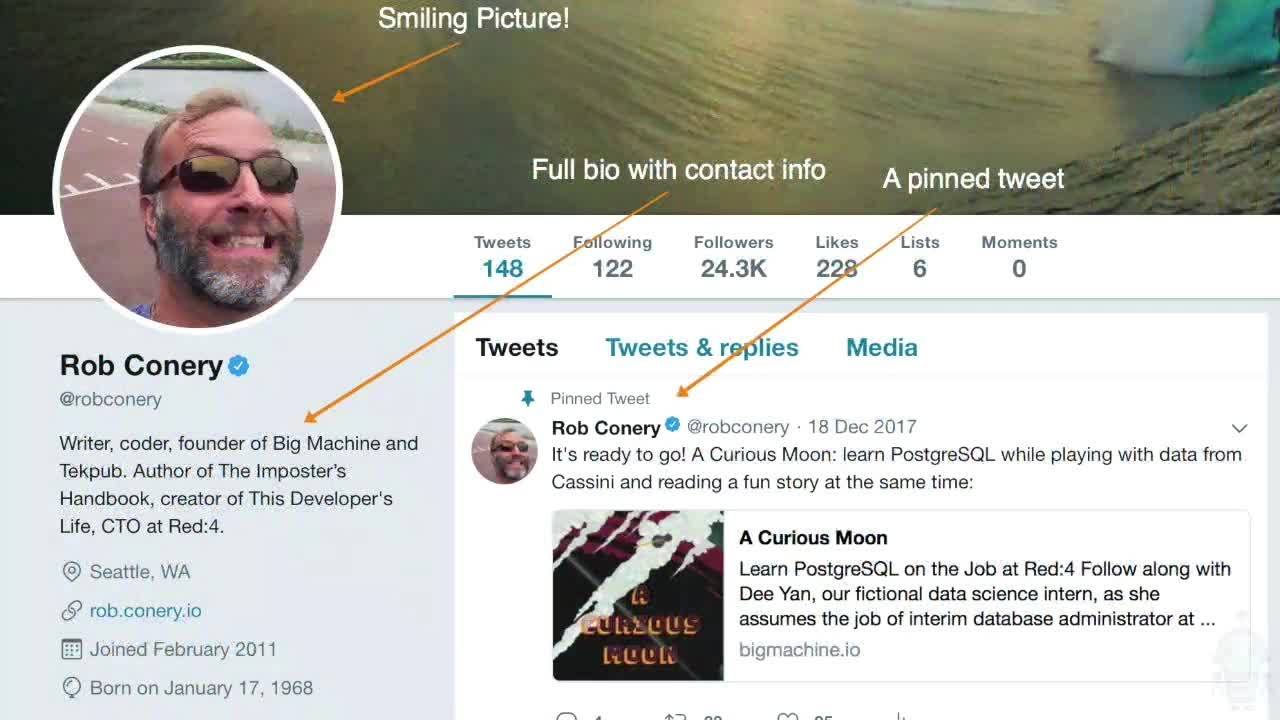 Smiling Picture!
Full bio with contact info
A pinned tweet
Tweets Following Followers Likes Lists Moments
148 122 24.3K 228 6 0
Rob Conery
@robconery
Writer, coder, founder of Big Machine and
Tekpub. Author of The Imposter's
Handbook, creator of This Developer's
Life, CTO at Red:4.
Seattle, WA
rob.conery.io
Joined February 2011
Born on January 17, 1968
Tweets Tweets & replies Media
Pinned Tweet
Rob Conery @robconery · 18 Dec 2017
It's ready to go! A Curious Moon: learn PostgreSQL while playing with data from
Cassini and reading a fun story at the same time:
A
CURIOUS
MOON
A Curious Moon
Learn PostgreSQL on the Job at Red:4 Follow along with
Dee Yan, our fictional data science intern, as she
assumes the job of interim database administrator at ...
bigmachine.io